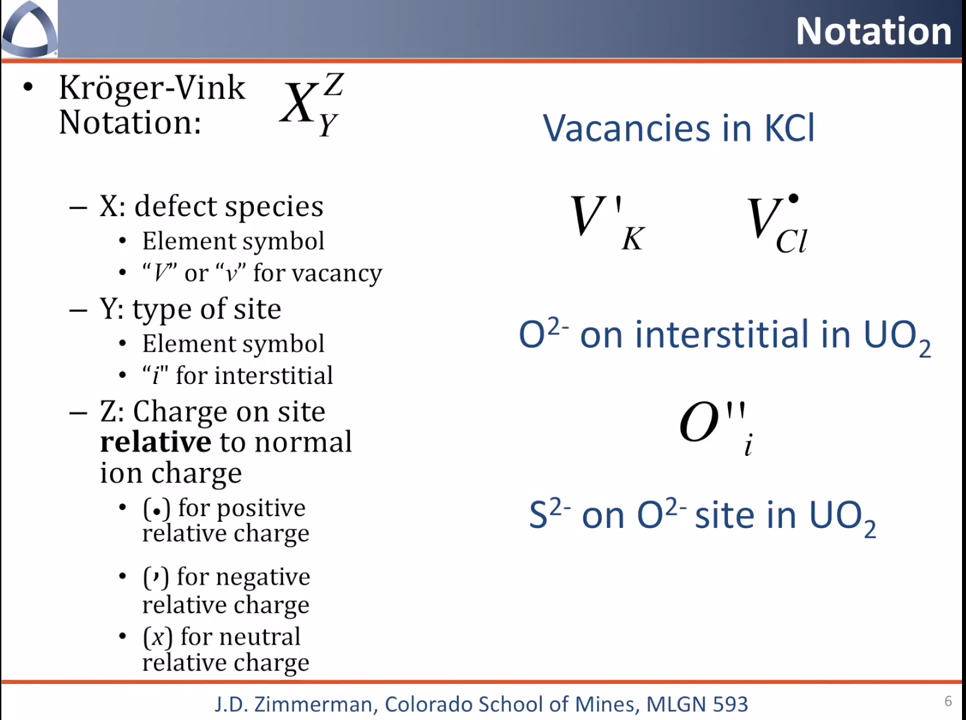 Notation
• Kröger-Vink
Notation:
X_Y^Z
– X: defect species
• Element symbol
• “V” or “v” for vacancy
– Y: type of site
• Element symbol
• “i" for interstitial
– Z: Charge on site
relative to normal
ion charge
• (•) for positive
relative charge
• (′) for negative
relative charge
• (x) for neutral
relative charge
Vacancies in KCl
V'_K V^•_Cl
O²⁻ on interstitial in UO₂
O''_i
S²⁻ on O²⁻ site in UO₂
J.D. Zimmerman, Colorado School of Mines, MLGN 593
6